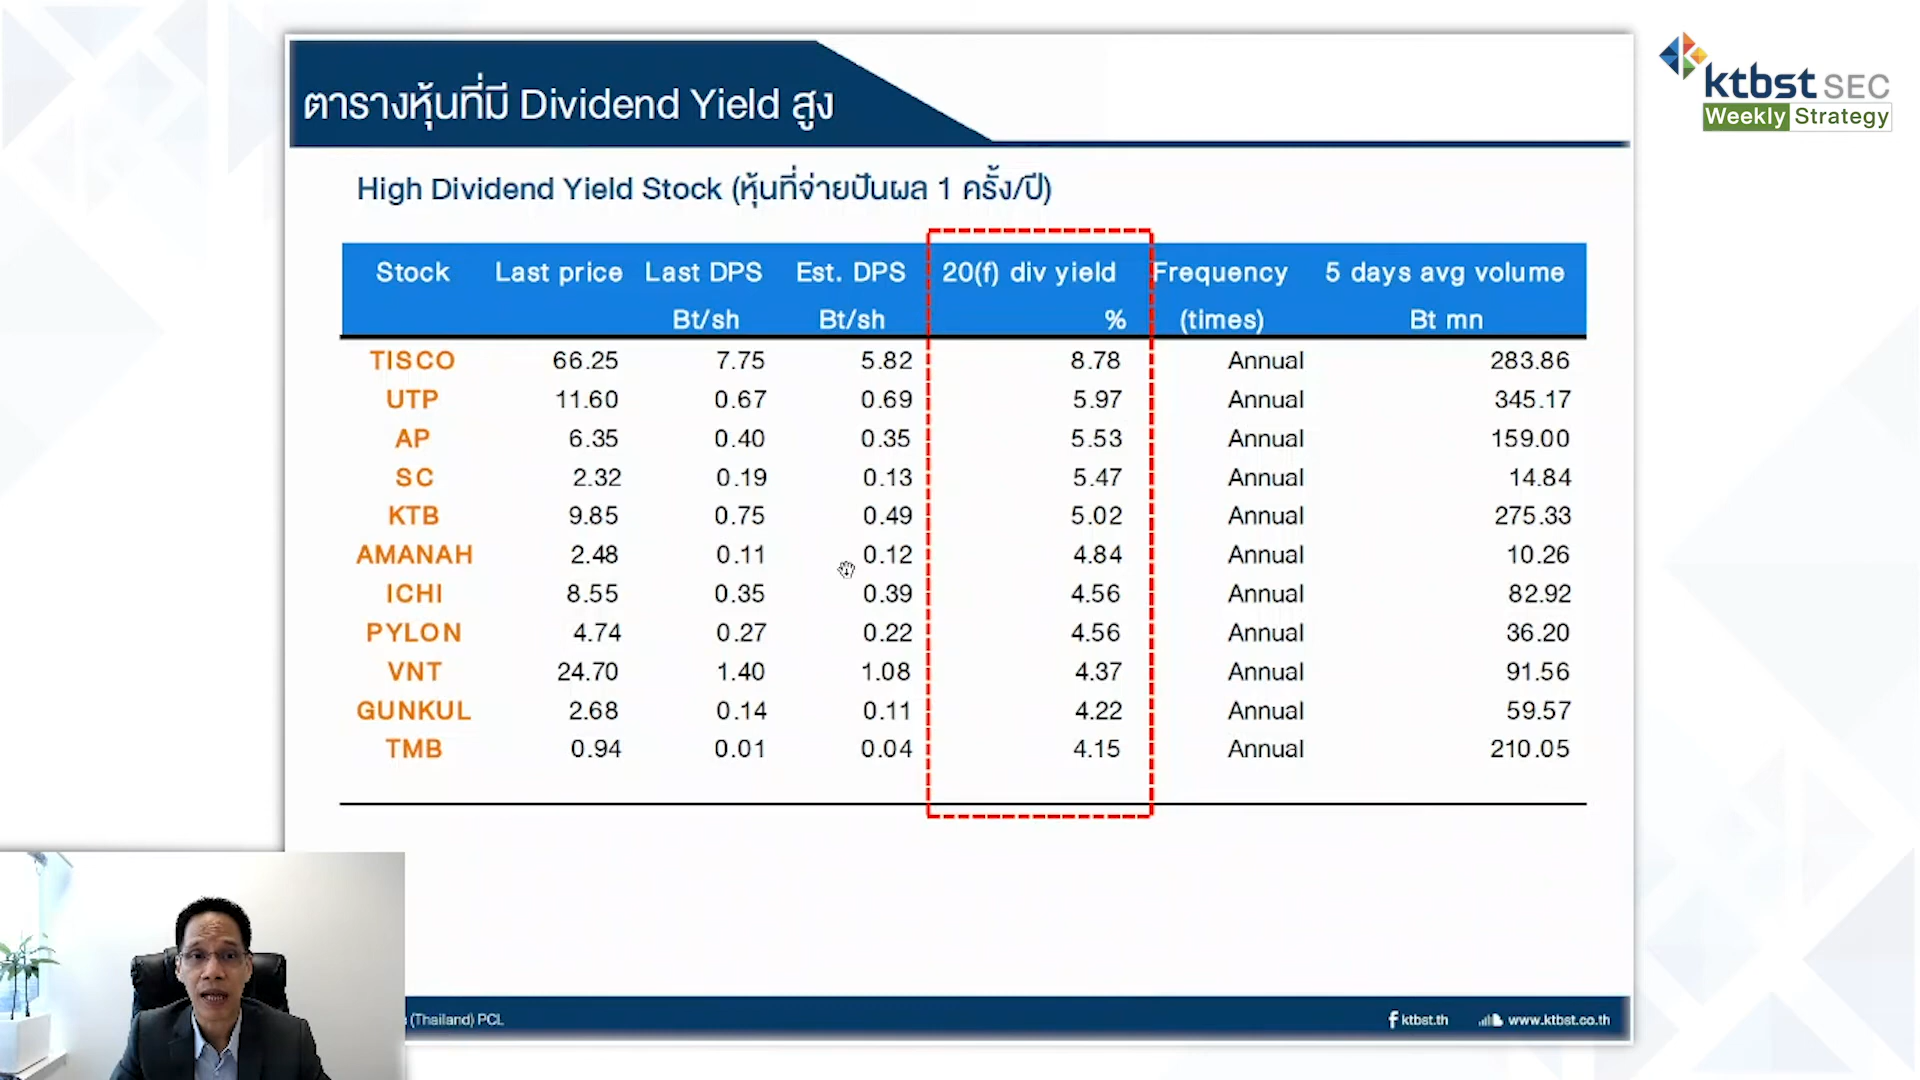 ktbst SEC
Weekly Strategy
ตารางหุ้นที่มี Dividend Yield สูง
High Dividend Yield Stock (หุ้นที่จ่ายปันผล 1 ครั้ง/ปี)
Stock Last price Last DPS Est. DPS 20(f) div yield Frequency 5 days avg volume
Bt/sh Bt/sh % (times) Bt mn
TISCO 66.25 7.75 5.82 8.78 Annual 283.86
UTP 11.60 0.67 0.69 5.97 Annual 345.17
AP 6.35 0.40 0.35 5.53 Annual 159.00
SC 2.32 0.19 0.13 5.47 Annual 14.84
KTB 9.85 0.75 0.49 5.02 Annual 275.33
AMANAH 2.48 0.11 0.12 4.84 Annual 10.26
ICHI 8.55 0.35 0.39 4.56 Annual 82.92
PYLON 4.74 0.27 0.22 4.56 Annual 36.20
VNT 24.70 1.40 1.08 4.37 Annual 91.56
GUNKUL 2.68 0.14 0.11 4.22 Annual 59.57
TMB 0.94 0.01 0.04 4.15 Annual 210.05
(Thailand) PCL
ktbst.th www.ktbst.co.th